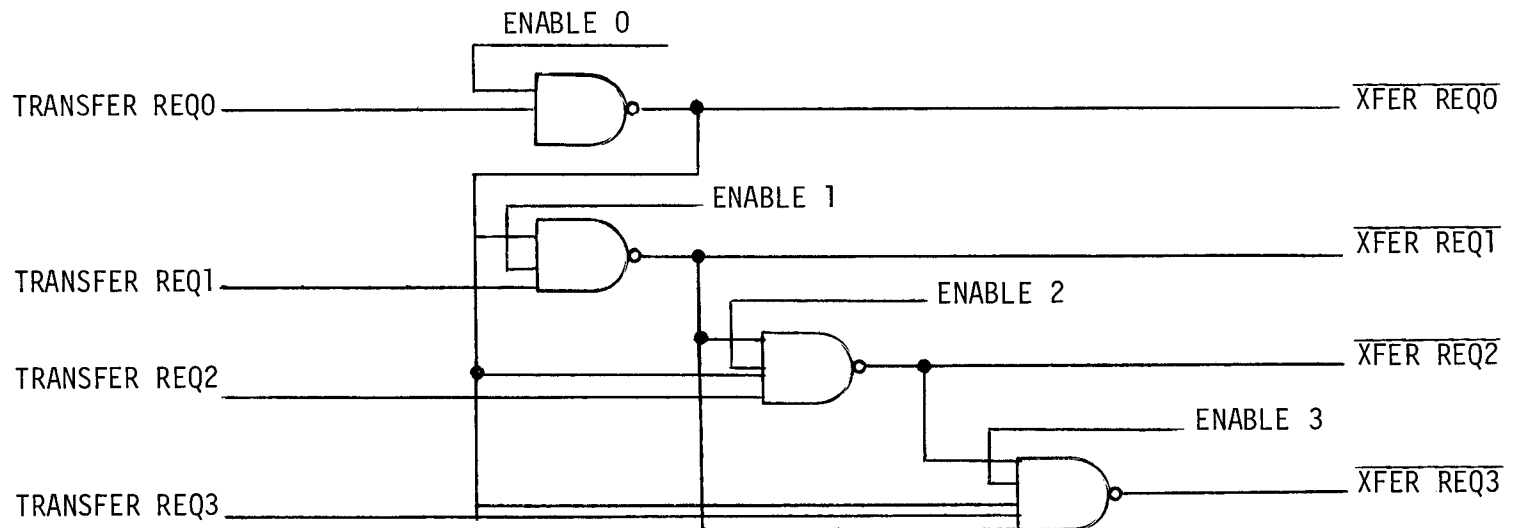 ENABLE 0
TRANSFER REQ0
XFER REQ0
ENABLE 1
XFER REQ1
TRANSFER REQ1
ENABLE 2
XFER REQ2
TRANSFER REQ2
ENABLE 3
XFER REQ3
TRANSFER REQ3